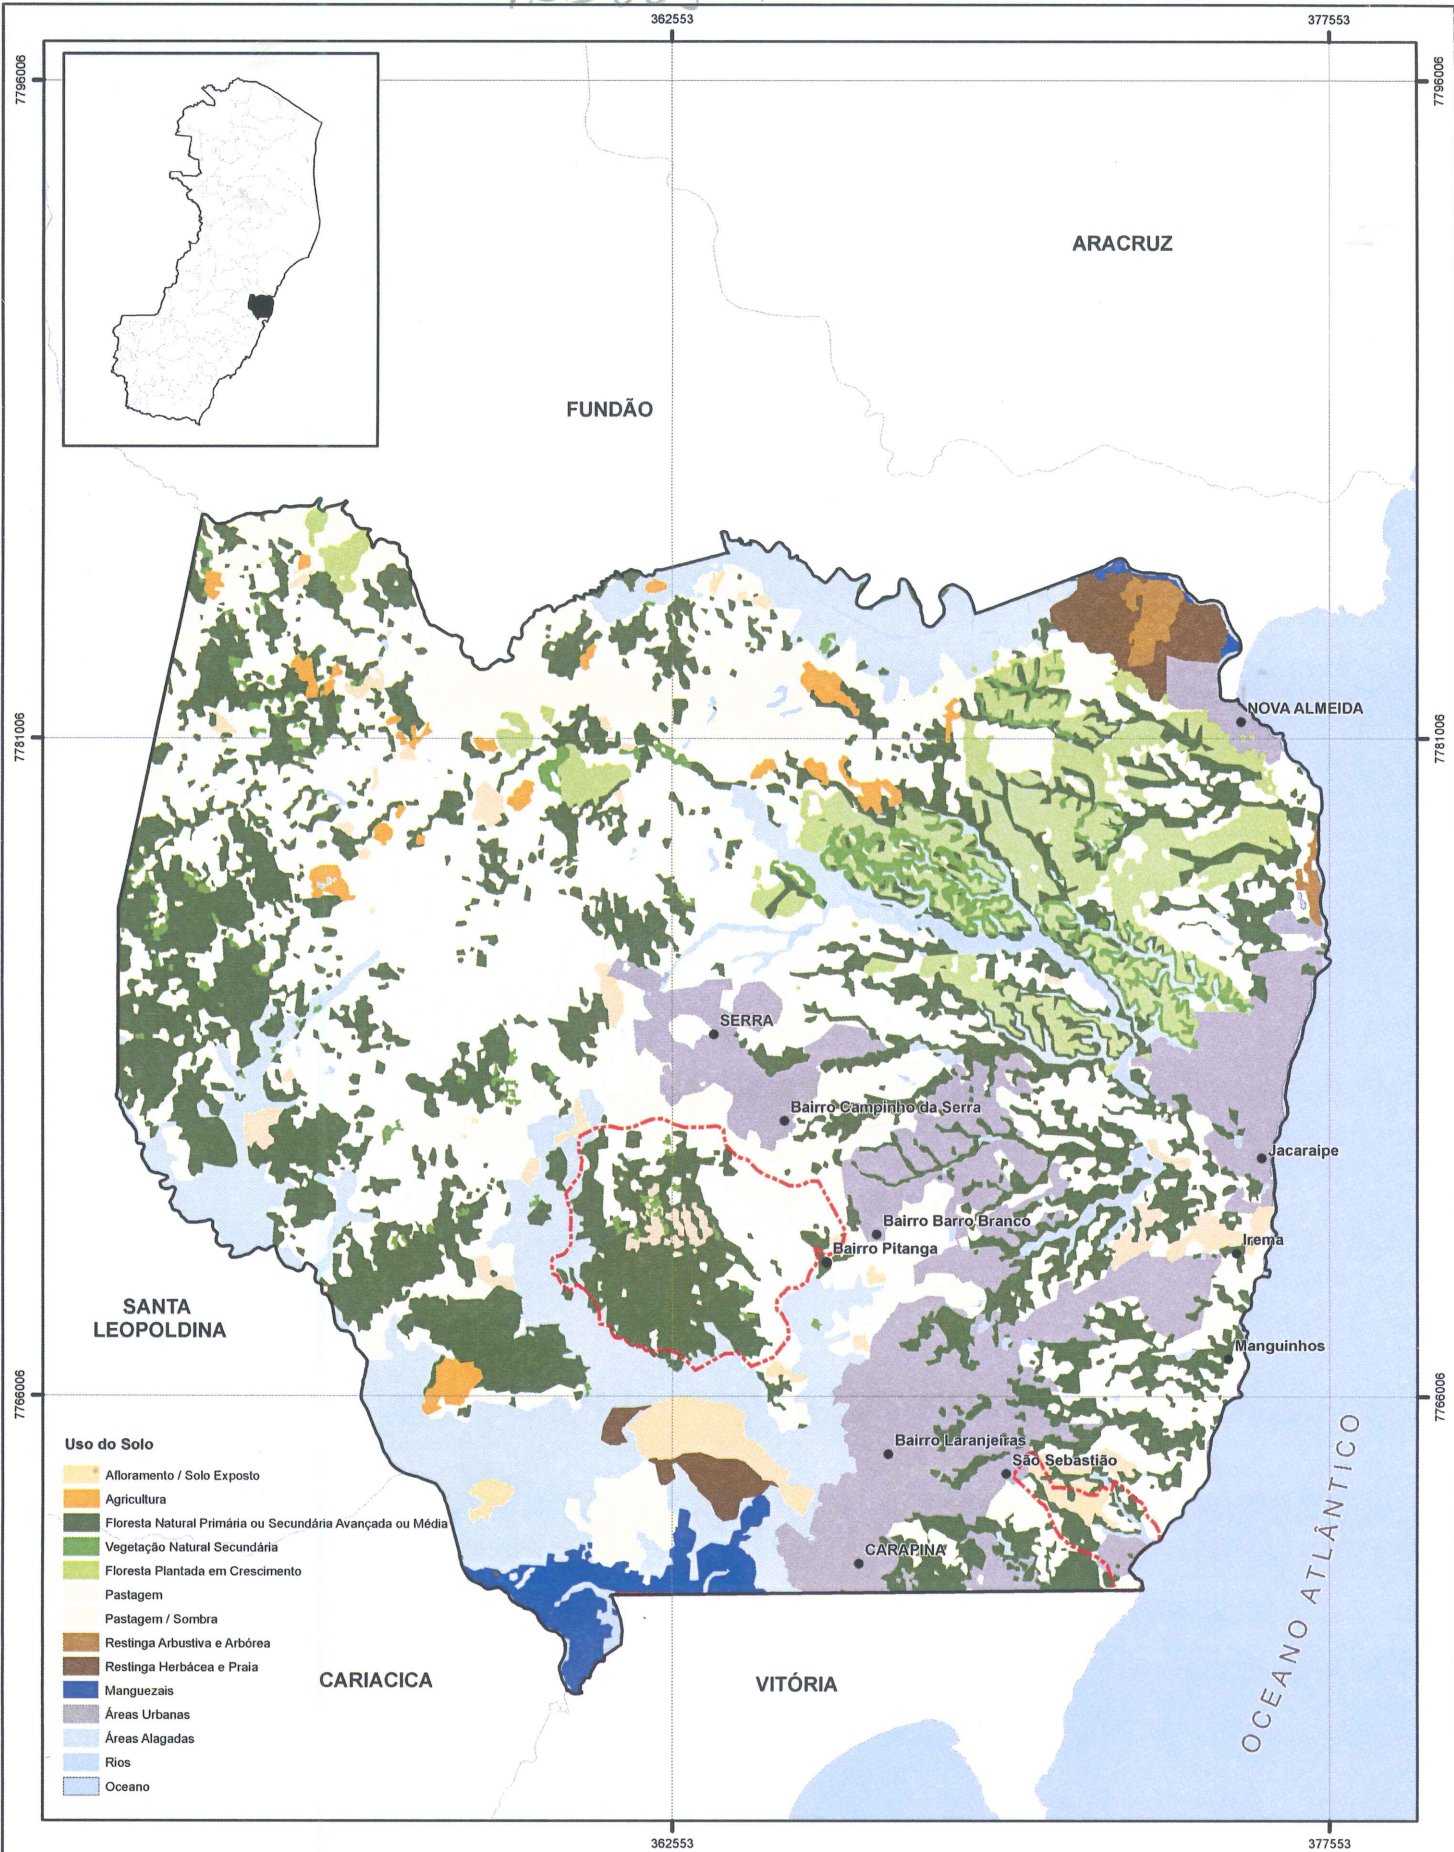 362553
377553
7796006
7796006
ARACRUZ
FUNDÃO
NOVA ALMEIDA
7781006
7781006
SERRA
Bairro Campinho da Serra
Jacaraipe
Bairro Barro Branco
Irema
Bairro Pitanga
SANTA
LEOPOLDINA
Manguinhos
7766006
7766006
Bairro Laranjeiras
São Sebastião
CARAPINA
OCEANO ATLÂNTICO
CARIACICA
VITÓRIA
Uso do Solo
Afloramento / Solo Exposto
Agricultura
Floresta Natural Primária ou Secundária Avançada ou Média
Vegetação Natural Secundária
Floresta Plantada em Crescimento
Pastagem
Pastagem / Sombra
Restinga Arbustiva e Arbórea
Restinga Herbácea e Praia
Manguezais
Áreas Urbanas
Áreas Alagadas
Rios
Oceano
362553
377553